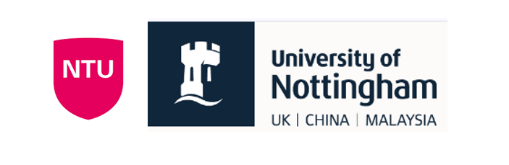 NTU
University of
Nottingham
UK | CHINA | MALAYSIA